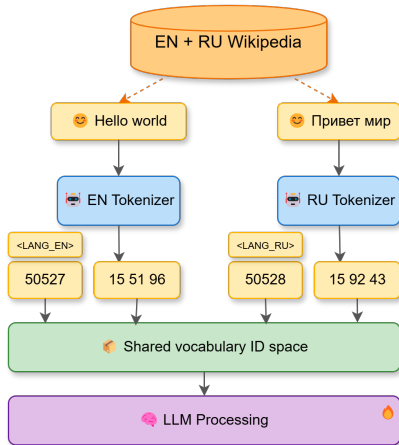 EN + RU Wikipedia
😊 Hello world
😊 Привет мир
🤖 EN Tokenizer
🤖 RU Tokenizer
<LANG_EN>
50527
15 51 96
<LANG_RU>
50528
15 92 43
📦 Shared vocabulary ID space
🧠 LLM Processing 🔥